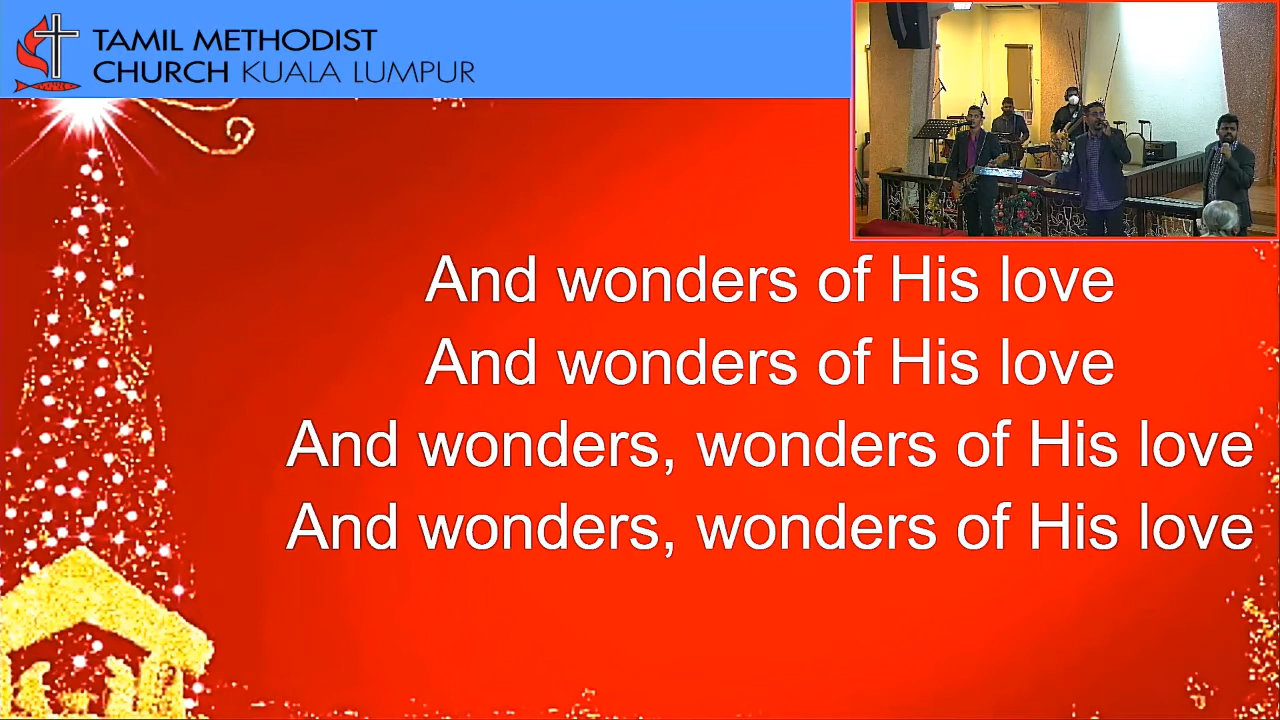 TAMIL METHODIST
CHURCH KUALA LUMPUR
And wonders of His love
And wonders of His love
And wonders, wonders of His love
And wonders, wonders of His love